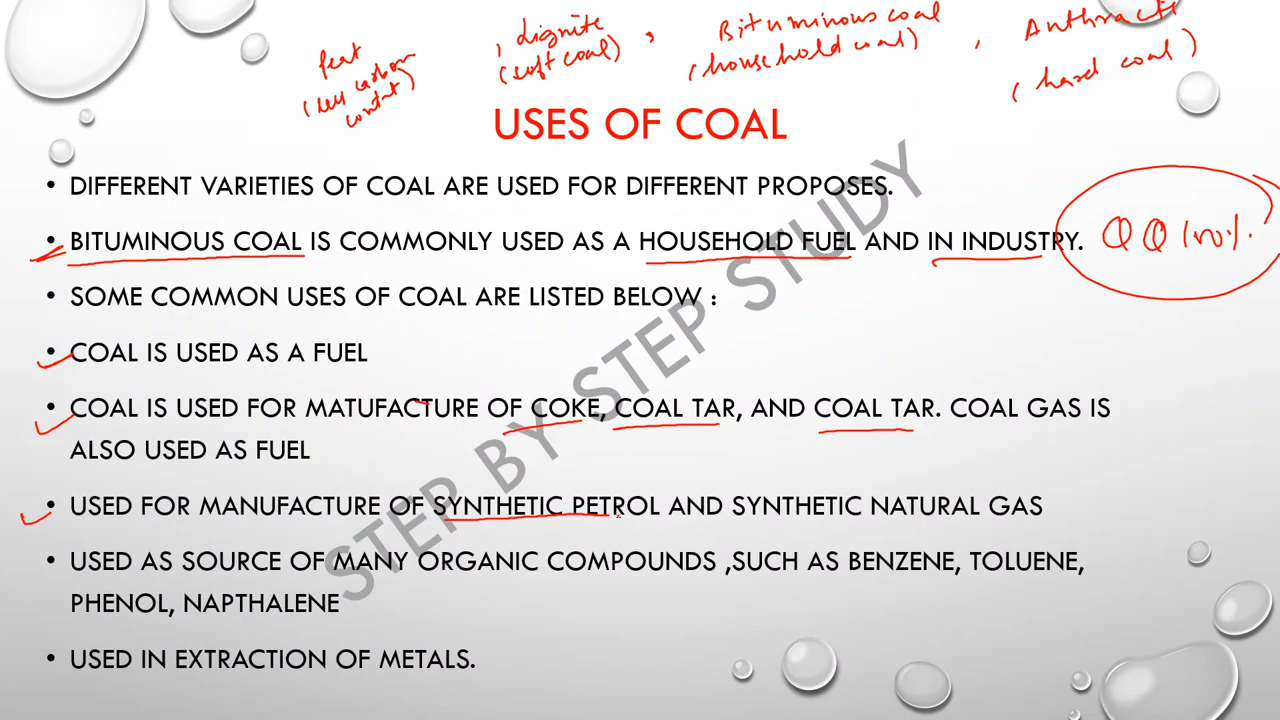 Peat , lignite , Bituminous coal , Anthracite
(less carbon content) (soft coal) (household coal) (hard coal)
USES OF COAL
• DIFFERENT VARIETIES OF COAL ARE USED FOR DIFFERENT PROPOSES.
• BITUMINOUS COAL IS COMMONLY USED AS A HOUSEHOLD FUEL AND IN INDUSTRY. QQ 100%.
• SOME COMMON USES OF COAL ARE LISTED BELOW :
• COAL IS USED AS A FUEL
• COAL IS USED FOR MATUFACTURE OF COKE, COAL TAR, AND COAL TAR. COAL GAS IS
ALSO USED AS FUEL
• USED FOR MANUFACTURE OF SYNTHETIC PETROL AND SYNTHETIC NATURAL GAS
• USED AS SOURCE OF MANY ORGANIC COMPOUNDS ,SUCH AS BENZENE, TOLUENE,
PHENOL, NAPTHALENE
• USED IN EXTRACTION OF METALS.
STEP BY STEP STUDY